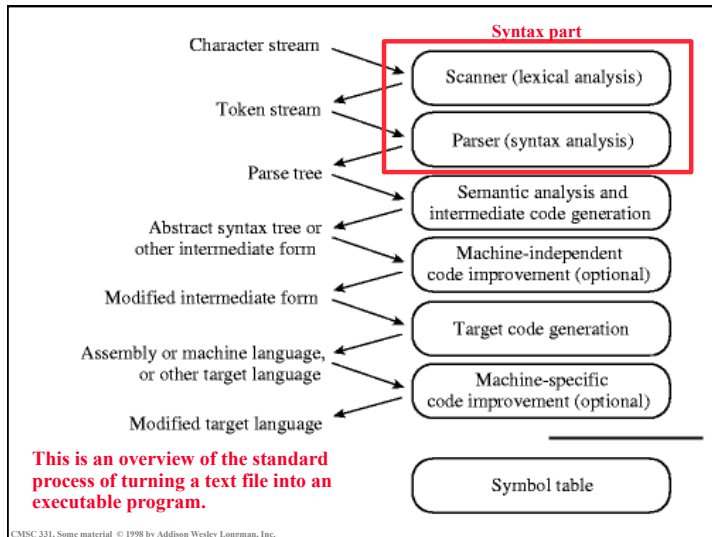 Syntax part
Character stream
Scanner (lexical analysis)
Token stream
Parser (syntax analysis)
Parse tree
Semantic analysis and
intermediate code generation
Abstract syntax tree or
other intermediate form
Machine-independent
code improvement (optional)
Modified intermediate form
Target code generation
Assembly or machine language,
or other target language
Machine-specific
code improvement (optional)
Modified target language
This is an overview of the standard
process of turning a text file into an
executable program.
Symbol table
CMSC 331, Some material © 1998 by Addison Wesley Longman, Inc.